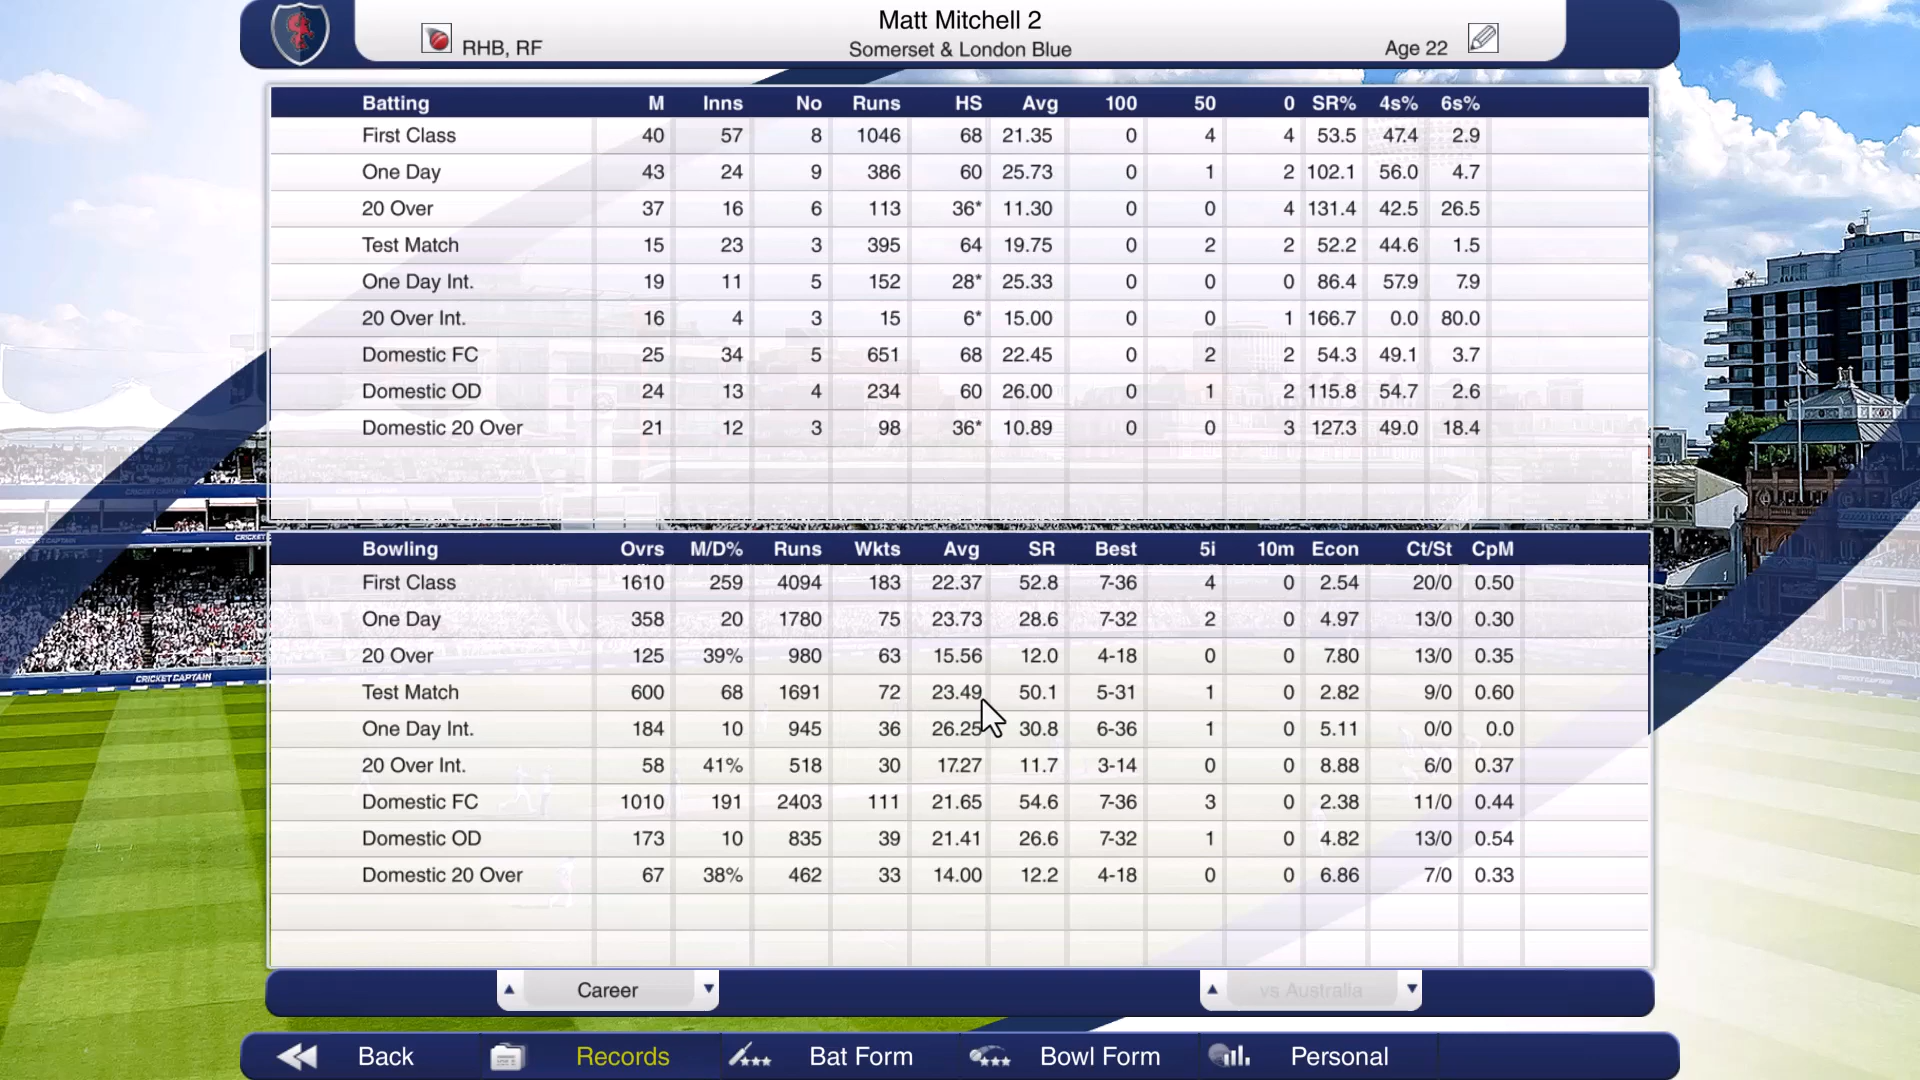 Matt Mitchell 2
RHB, RF Somerset & London Blue Age 22
Batting M Inns No Runs HS Avg 100 50 0 SR% 4s% 6s%
First Class 40 57 8 1046 68 21.35 0 4 4 53.5 47.4 2.9
One Day 43 24 9 386 60 25.73 0 1 2 102.1 56.0 4.7
20 Over 37 16 6 113 36* 11.30 0 0 4 131.4 42.5 26.5
Test Match 15 23 3 395 64 19.75 0 2 2 52.2 44.6 1.5
One Day Int. 19 11 5 152 28* 25.33 0 0 0 86.4 57.9 7.9
20 Over Int. 16 4 3 15 6* 15.00 0 0 1 166.7 0.0 80.0
Domestic FC 25 34 5 651 68 22.45 0 2 2 54.3 49.1 3.7
Domestic OD 24 13 4 234 60 26.00 0 1 2 115.8 54.7 2.6
Domestic 20 Over 21 12 3 98 36* 10.89 0 0 3 127.3 49.0 18.4
Bowling Ovrs M/D% Runs Wkts Avg SR Best 5i 10m Econ Ct/St CpM
First Class 1610 259 4094 183 22.37 52.8 7-36 4 0 2.54 20/0 0.50
One Day 358 20 1780 75 23.73 28.6 7-32 2 0 4.97 13/0 0.30
20 Over 125 39% 980 63 15.56 12.0 4-18 0 0 7.80 13/0 0.35
Test Match 600 68 1691 72 23.49 50.1 5-31 1 0 2.82 9/0 0.60
One Day Int. 184 10 945 36 26.25 30.8 6-36 1 0 5.11 0/0 0.0
20 Over Int. 58 41% 518 30 17.27 11.7 3-14 0 0 8.88 6/0 0.37
Domestic FC 1010 191 2403 111 21.65 54.6 7-36 3 0 2.38 11/0 0.44
Domestic OD 173 10 835 39 21.41 26.6 7-32 1 0 4.82 13/0 0.54
Domestic 20 Over 67 38% 462 33 14.00 12.2 4-18 0 0 6.86 7/0 0.33
CRICKET CAPTAIN
Career vs Australia
Back Records Bat Form Bowl Form Personal